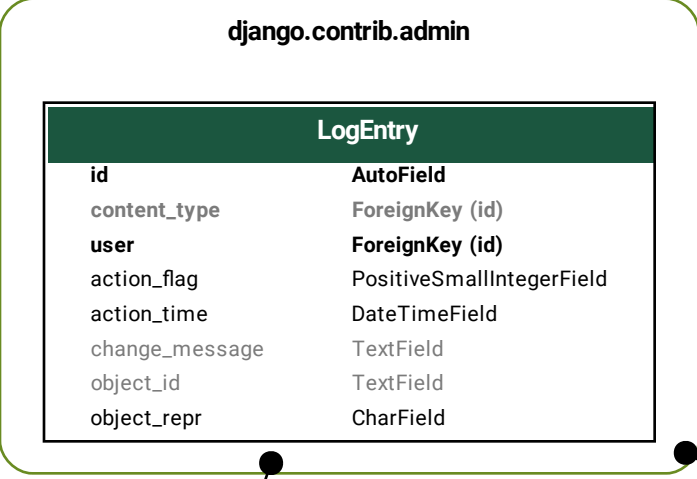 django.contrib.admin
LogEntry
id AutoField
content_type ForeignKey (id)
user ForeignKey (id)
action_flag PositiveSmallIntegerField
action_time DateTimeField
change_message TextField
object_id TextField
object_repr CharField